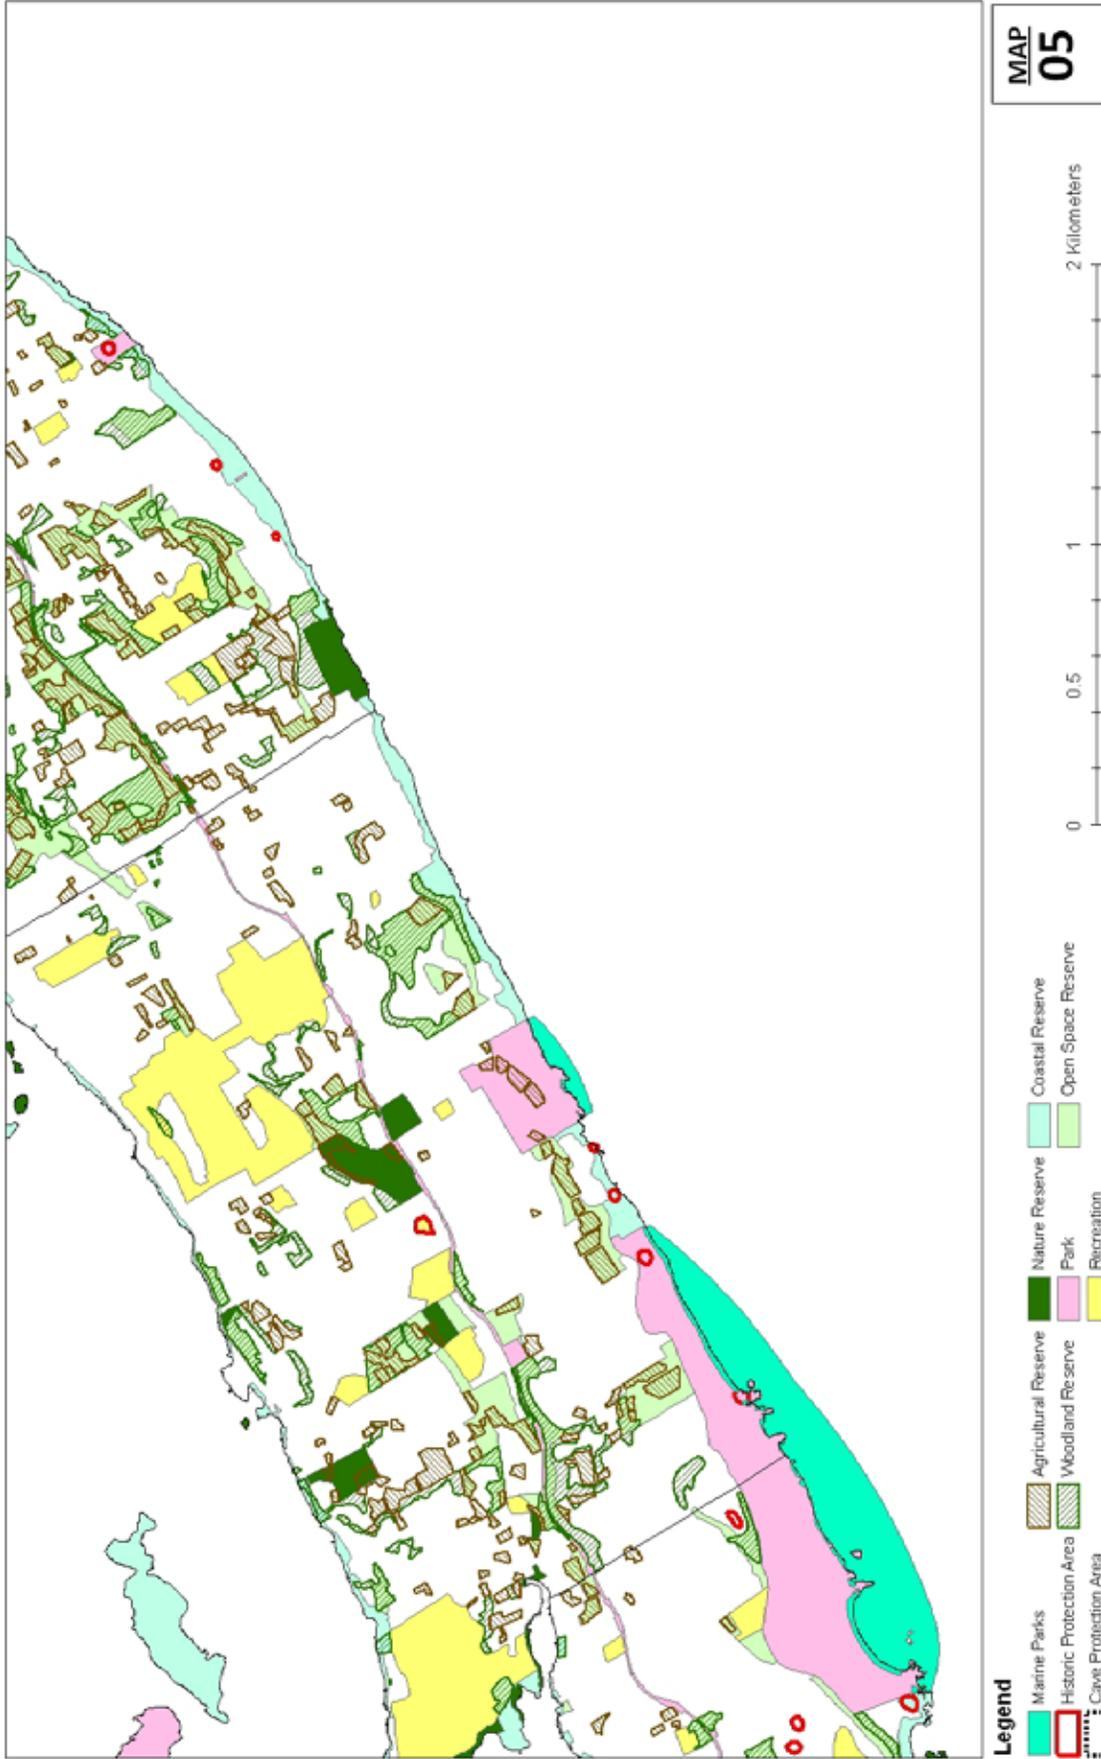 MAP
05
Legend
Marine Parks
Historic Protection Area
Cave Protection Area
Agricultural Reserve
Woodland Reserve
Nature Reserve
Park
Recreation
Coastal Reserve
Open Space Reserve
0 0.5 1 2 Kilometers